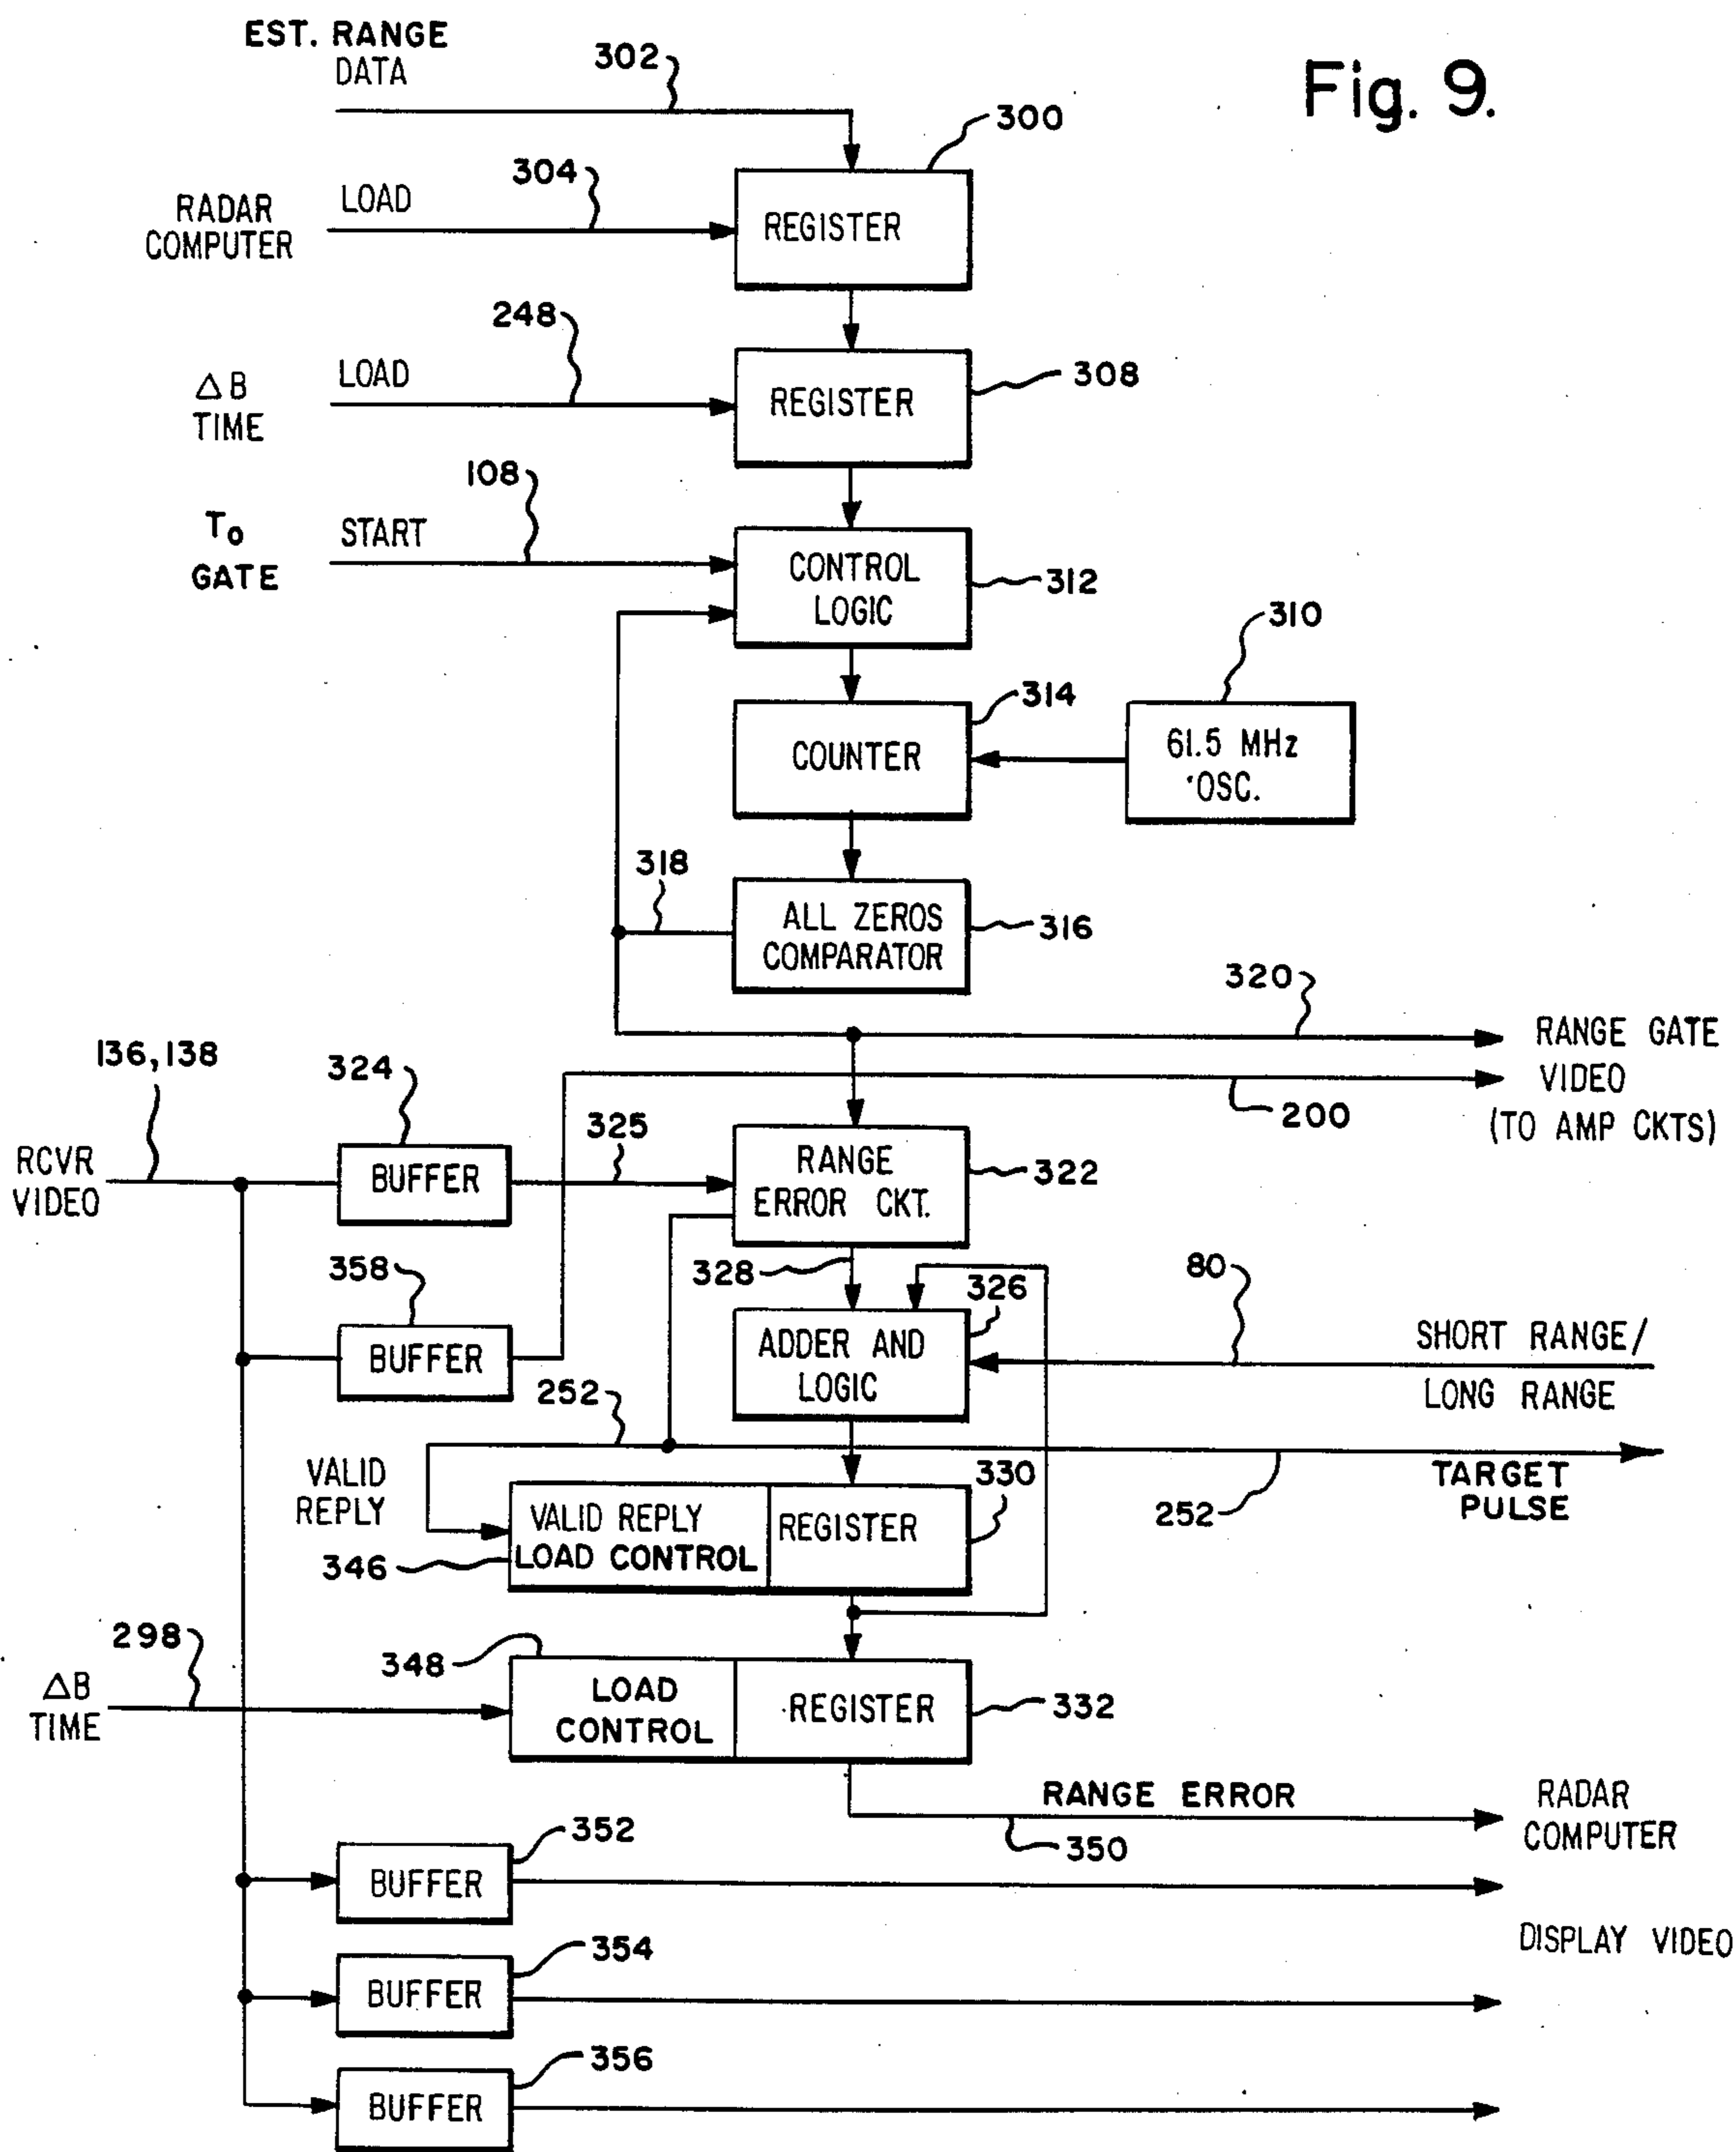 Fig. 9.
EST. RANGE
DATA
302
300
304
LOAD
RADAR
COMPUTER
REGISTER
248
LOAD
ΔB
TIME
REGISTER
308
108
T₀
GATE
START
CONTROL
LOGIC
312
310
314
COUNTER
61.5 MHz
OSC.
318
ALL ZEROS
COMPARATOR
316
320
RANGE GATE
136,138
324
VIDEO
200
(TO AMP CKTS)
325
RCVR
VIDEO
BUFFER
RANGE
ERROR CKT.
322
358
328
326
80
BUFFER
ADDER AND
LOGIC
SHORT RANGE/
LONG RANGE
252
VALID
REPLY
330
TARGET
PULSE
252
VALID REPLY
LOAD CONTROL
REGISTER
346
298
348
ΔB
TIME
LOAD
CONTROL
REGISTER
332
RANGE ERROR
350
RADAR
COMPUTER
352
BUFFER
354
DISPLAY VIDEO
BUFFER
356
BUFFER